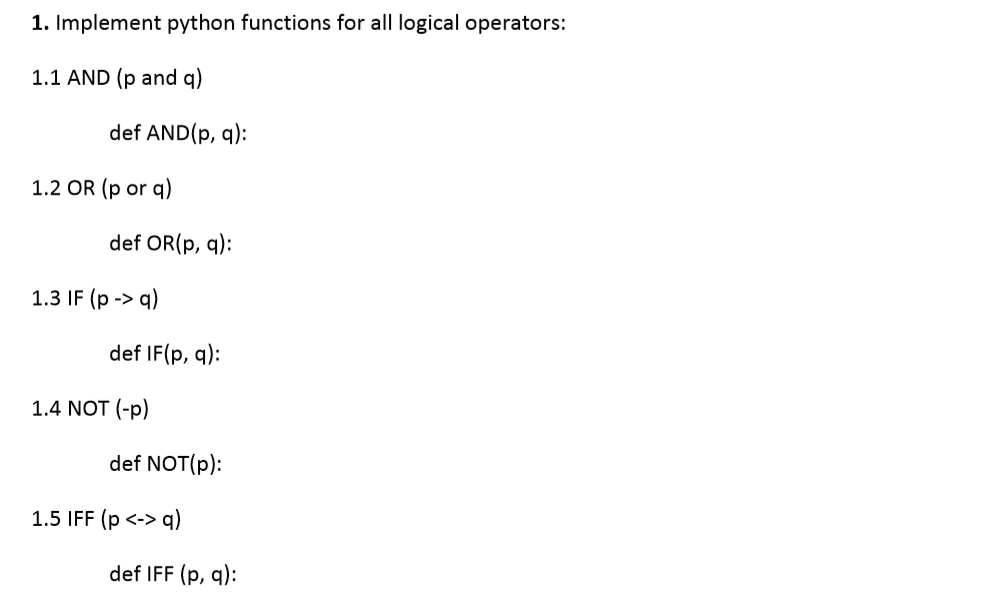 1. Implement python functions for all logical operators:
1.1 AND (p and q)
def AND(p, q):
1.2 OR (p or q)
def OR(p, q):
1.3 IF (p -> q)
def IF(p, q):
1.4 NOT (-p)
def NOT(p):
1.5 IFF (p <-> q)
def IFF (p, q):